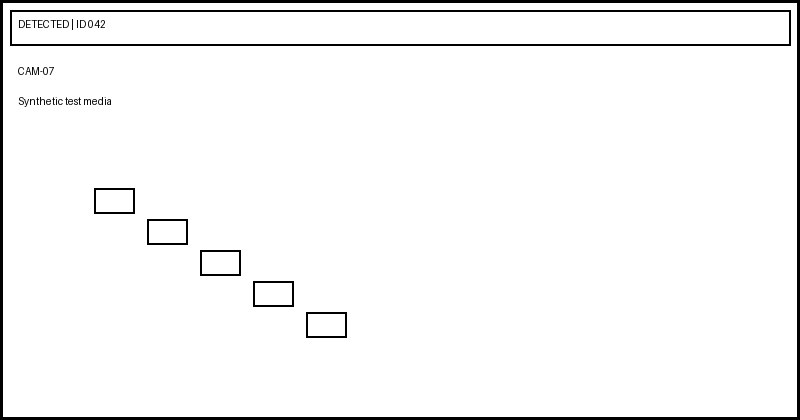 DETECTED | ID 042
CAM-07
Synthetic test media